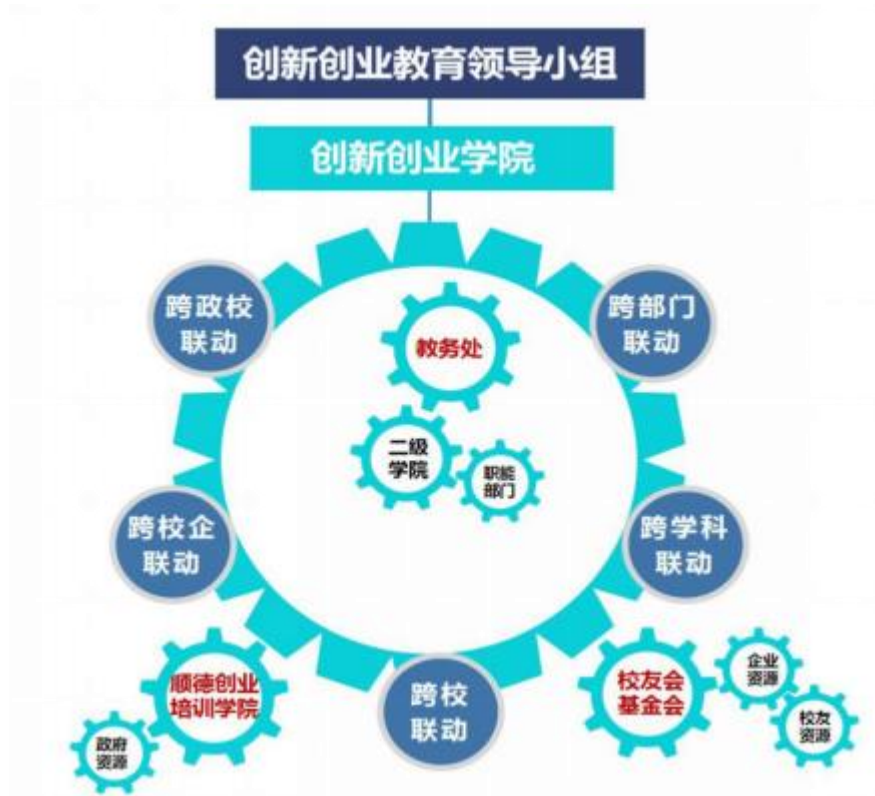 创新创业教育领导小组
创新创业学院
跨政校
联动
跨部门
联动
教务处
二级
学院
职能
部门
跨校企
联动
跨学科
联动
顺德创业
培训学院
政府
资源
跨校
联动
校友会
基金会
企业
资源
校友
资源